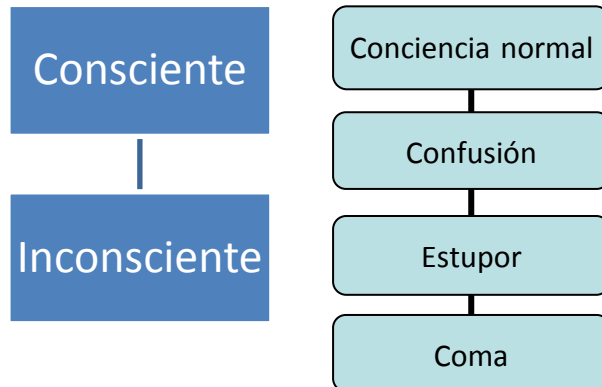 Consciente
Inconsciente
Conciencia normal
Confusión
Estupor
Coma